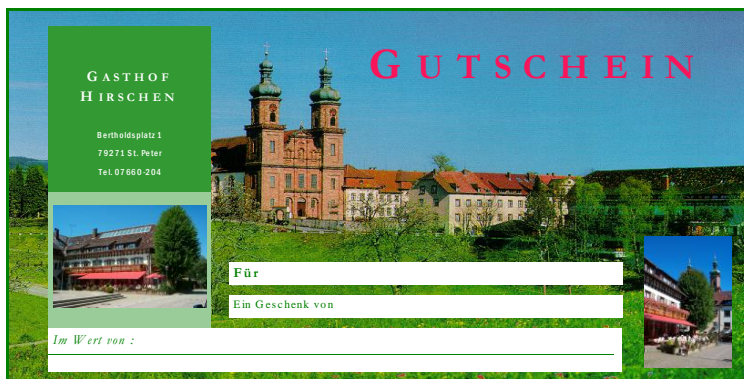 GUTSCHEIN
GASTHOF
HIRSCHEN
Bertholdsplatz 1
79271 St. Peter
Tel. 07660-204
Für
Ein Geschenk von
Im Wert von :